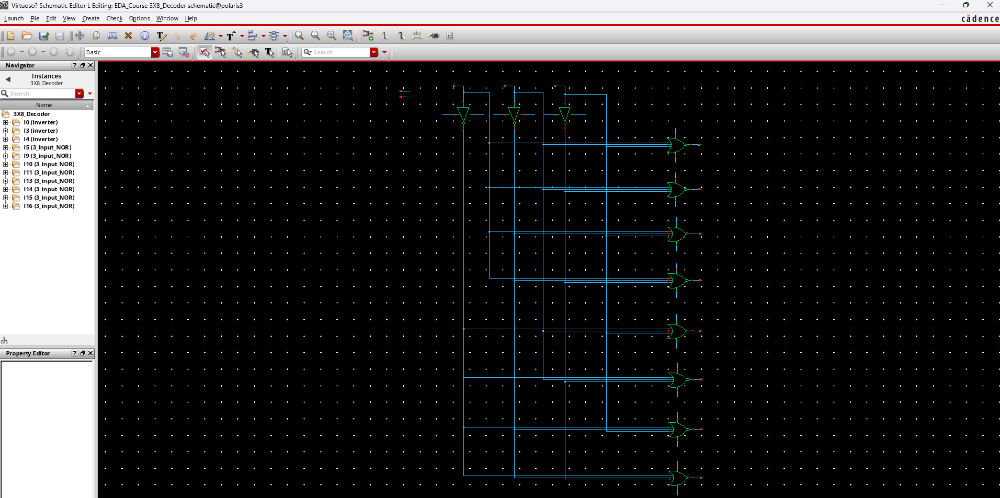 Virtuoso? Schematic Editor L Editing: EDA_Course 3X8_Decoder schematic@polaris3
Launch File Edit View Create Check Options Window Help
cādence
abc
Basic
Search
Navigator
Instances
3X8_Decoder
Search
Name
3X8_Decoder
I0 (inverter)
I3 (inverter)
I4 (inverter)
I5 (3_input_NOR)
I9 (3_input_NOR)
I10 (3_input_NOR)
I11 (3_input_NOR)
I13 (3_input_NOR)
I14 (3_input_NOR)
I15 (3_input_NOR)
I16 (3_input_NOR)
Property Editor